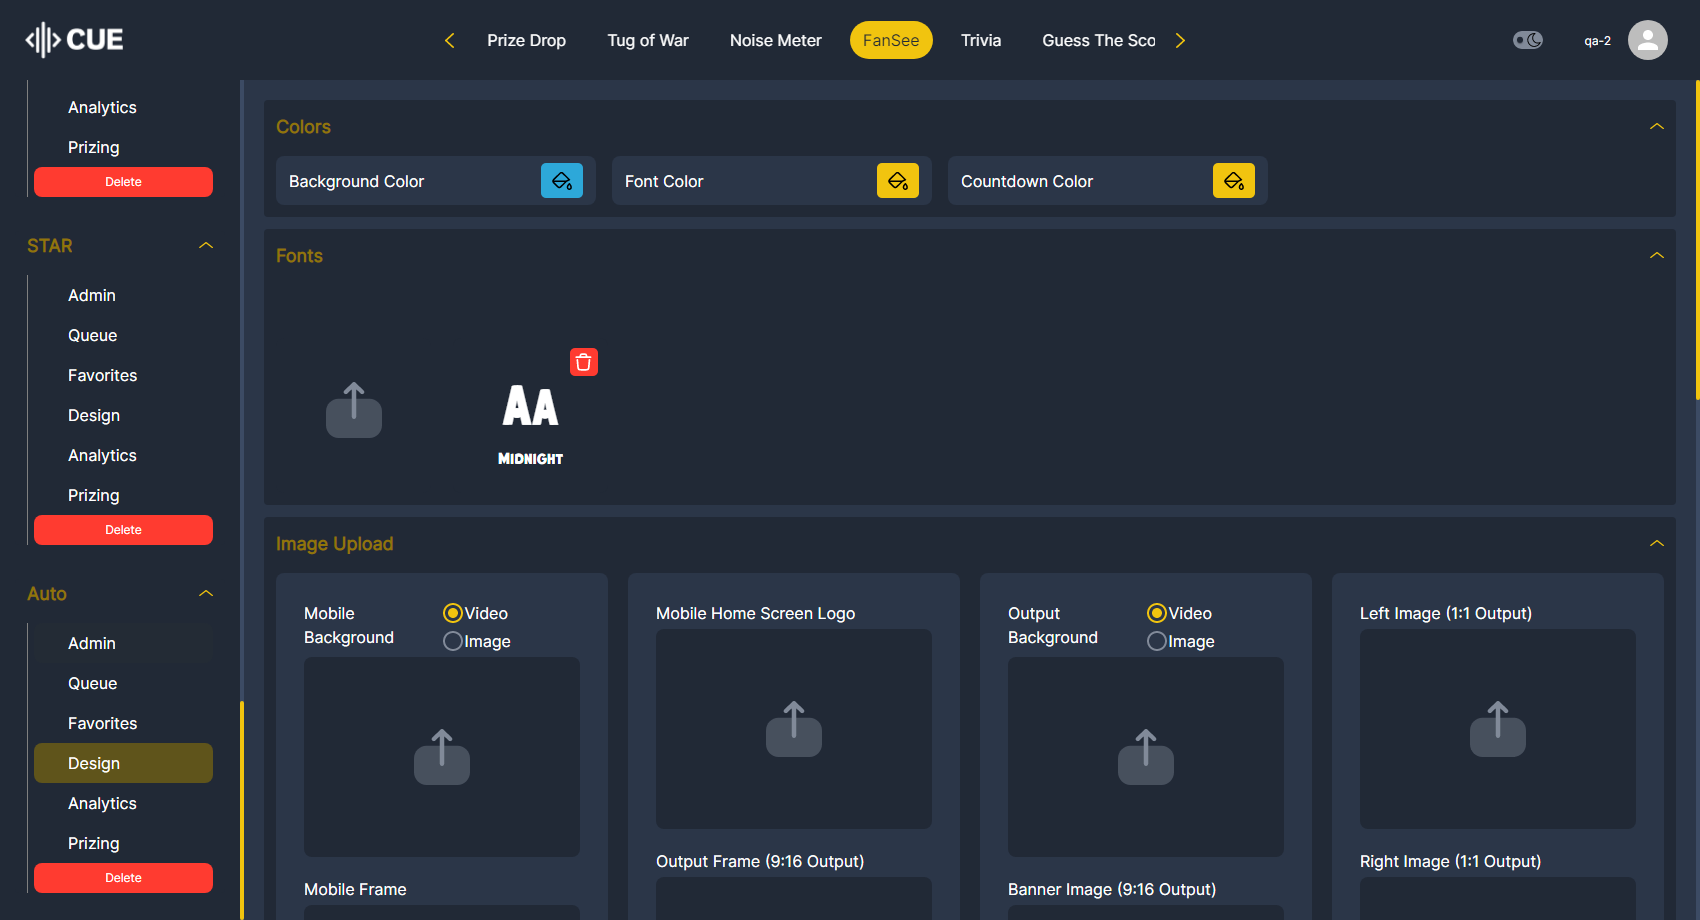 CUE
Prize Drop
Tug of War
Noise Meter
FanSee
Trivia
Guess The Sco
qa-2
Analytics
Prizing
Delete
STAR
Admin
Queue
Favorites
Design
Analytics
Prizing
Delete
Auto
Admin
Queue
Favorites
Design
Analytics
Prizing
Delete
Colors
Background Color
Font Color
Countdown Color
Fonts
AA
MIDNIGHT
Image Upload
Mobile
Background
Video
Image
Mobile Home Screen Logo
Output
Background
Video
Image
Left Image (1:1 Output)
Mobile Frame
Output Frame (9:16 Output)
Banner Image (9:16 Output)
Right Image (1:1 Output)